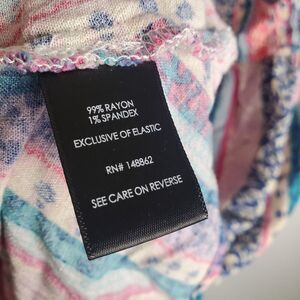 99% RAYON
1% SPANDEX
EXCLUSIVE OF ELASTIC
RN# 148862
SEE CARE ON REVERSE